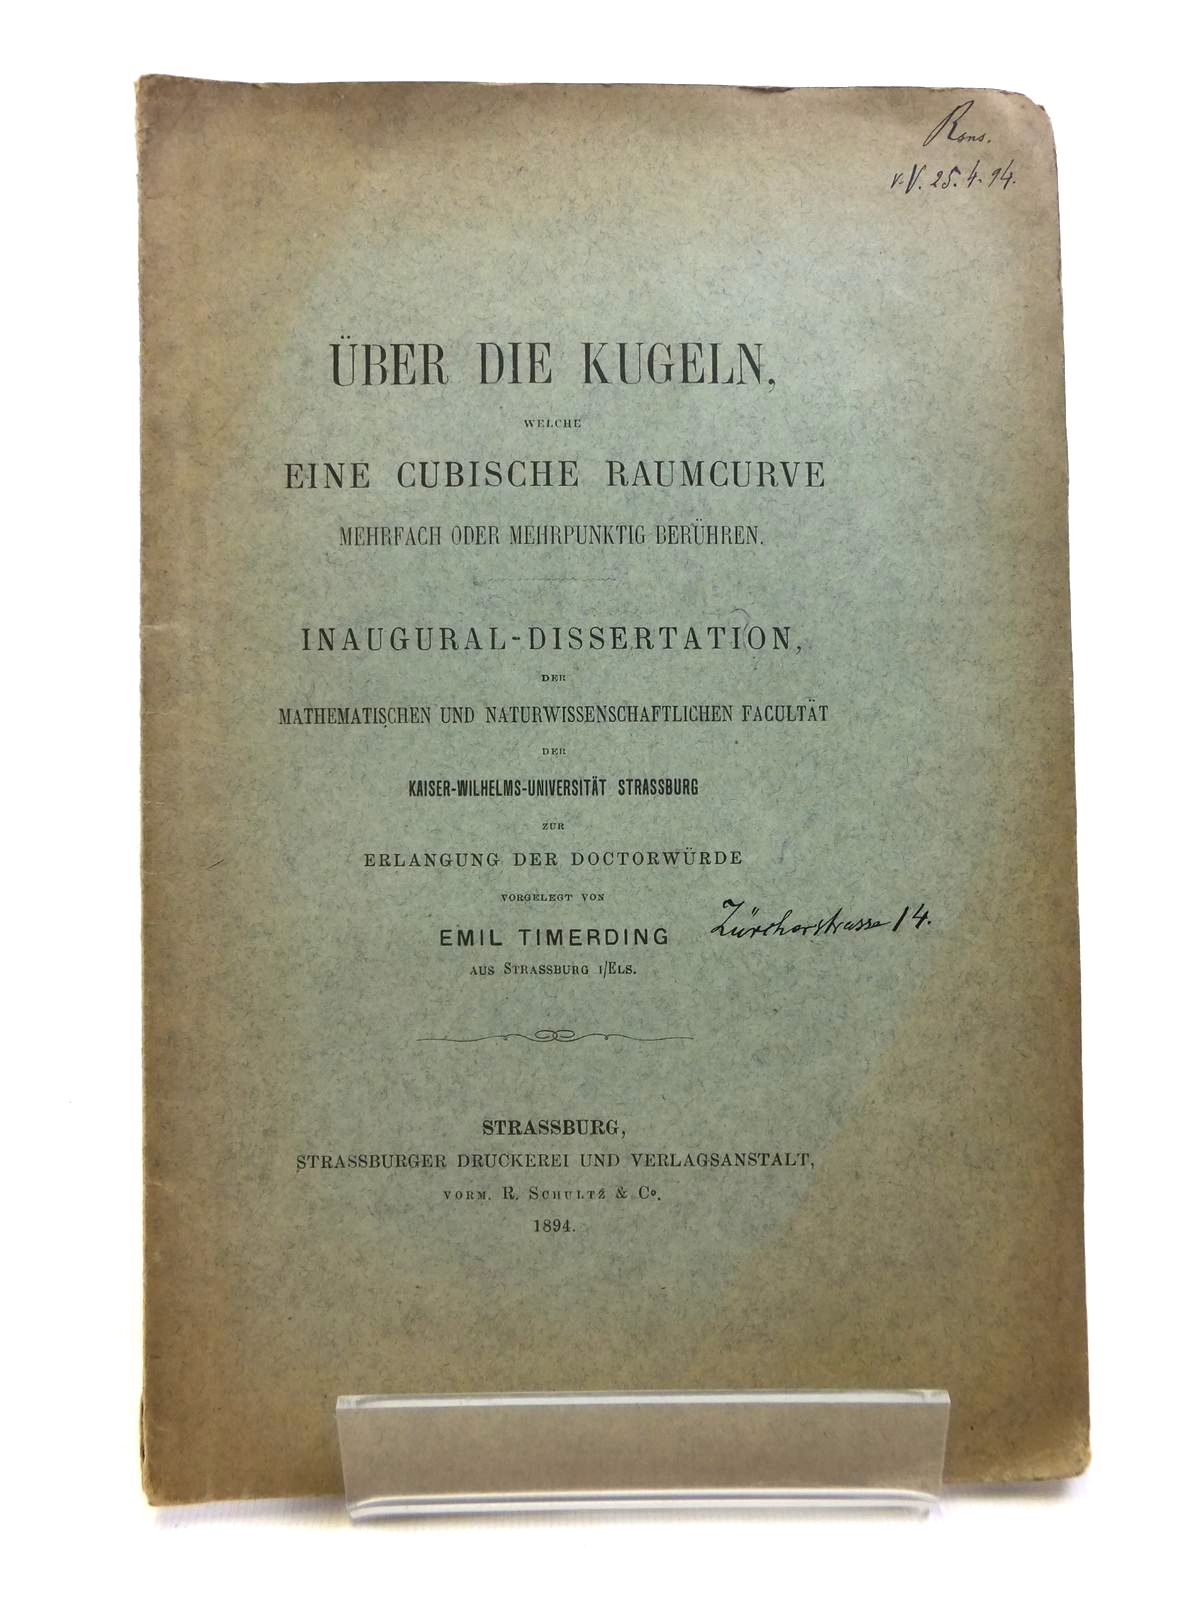 v. V. 25. 4. 94.
ÜBER DIE KUGELN,
WELCHE
EINE CUBISCHE RAUMCURVE
MEHRFACH ODER MEHRPUNKTIG BERÜHREN.
INAUGURAL-DISSERTATION,
DER
MATHEMATISCHEN UND NATURWISSENSCHAFTLICHEN FACULTÄT
DER
KAISER-WILHELMS-UNIVERSITÄT STRASSBURG
ZUR
ERLANGUNG DER DOCTORWÜRDE
VORGELEGT VON
EMIL TIMERDING Zürcherstrasse 14.
AUS STRASSBURG I/ELS.
STRASSBURG,
STRASSBURGER DRUCKEREI UND VERLAGSANSTALT,
VORM. R. SCHULTZ & Co.
1894.